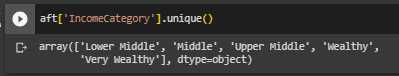 aft['IncomeCategory'].unique()
array(['Lower Middle', 'Middle', 'Upper Middle', 'Wealthy',
'Very Wealthy'], dtype=object)